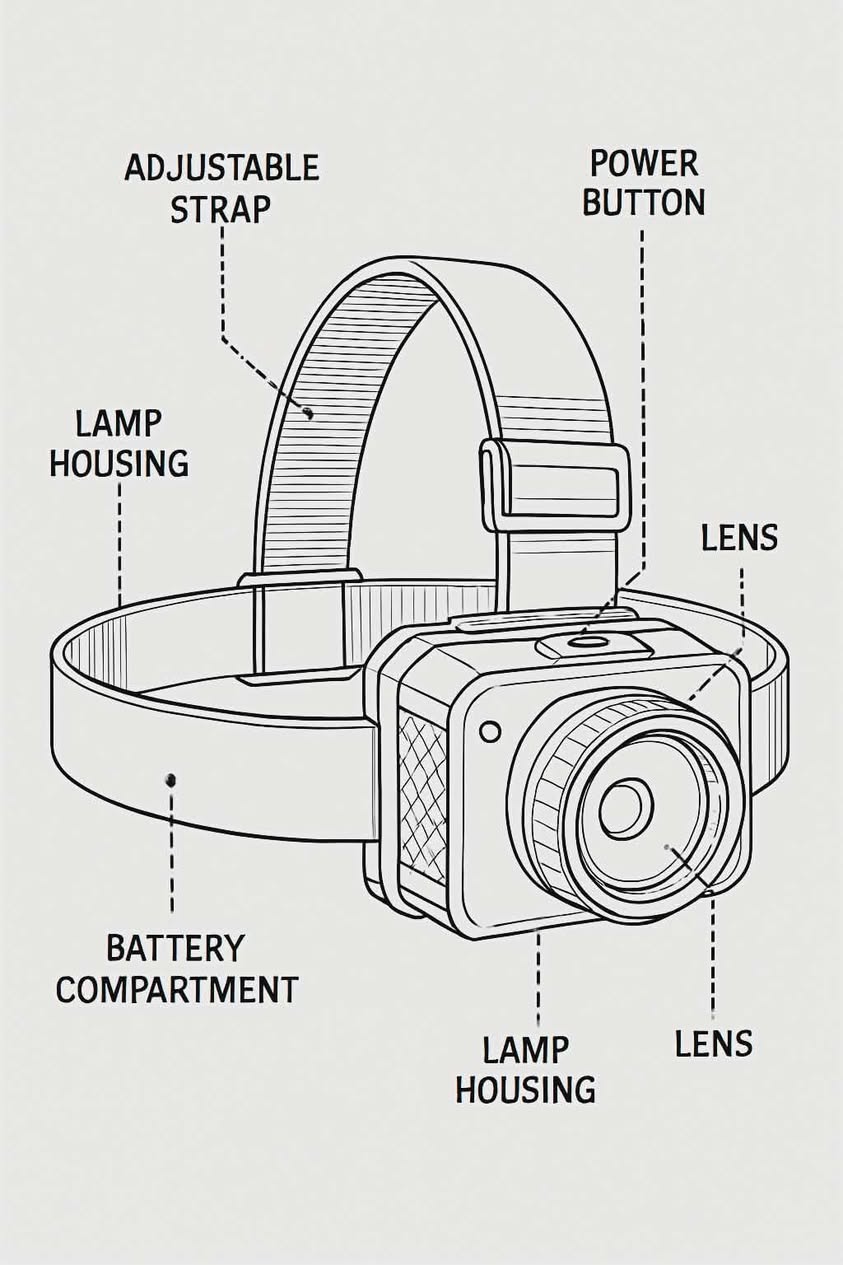 ADJUSTABLE
STRAP
POWER
BUTTON
LAMP
HOUSING
LENS
BATTERY
COMPARTMENT
LAMP
HOUSING
LENS